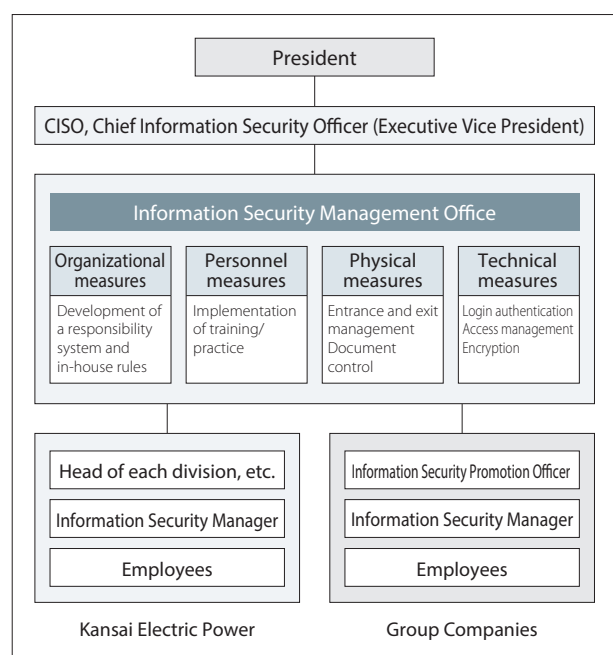 President
CISO, Chief Information Security Officer (Executive Vice President)
Information Security Management Office
Organizational
measures
Development of
a responsibility
system and
in-house rules
Personnel
measures
Implementation
of training/
practice
Physical
measures
Entrance and exit
management
Document
control
Technical
measures
Login authentication
Access management
Encryption
Head of each division, etc.
Information Security Manager
Employees
Kansai Electric Power
Information Security Promotion Officer
Information Security Manager
Employees
Group Companies